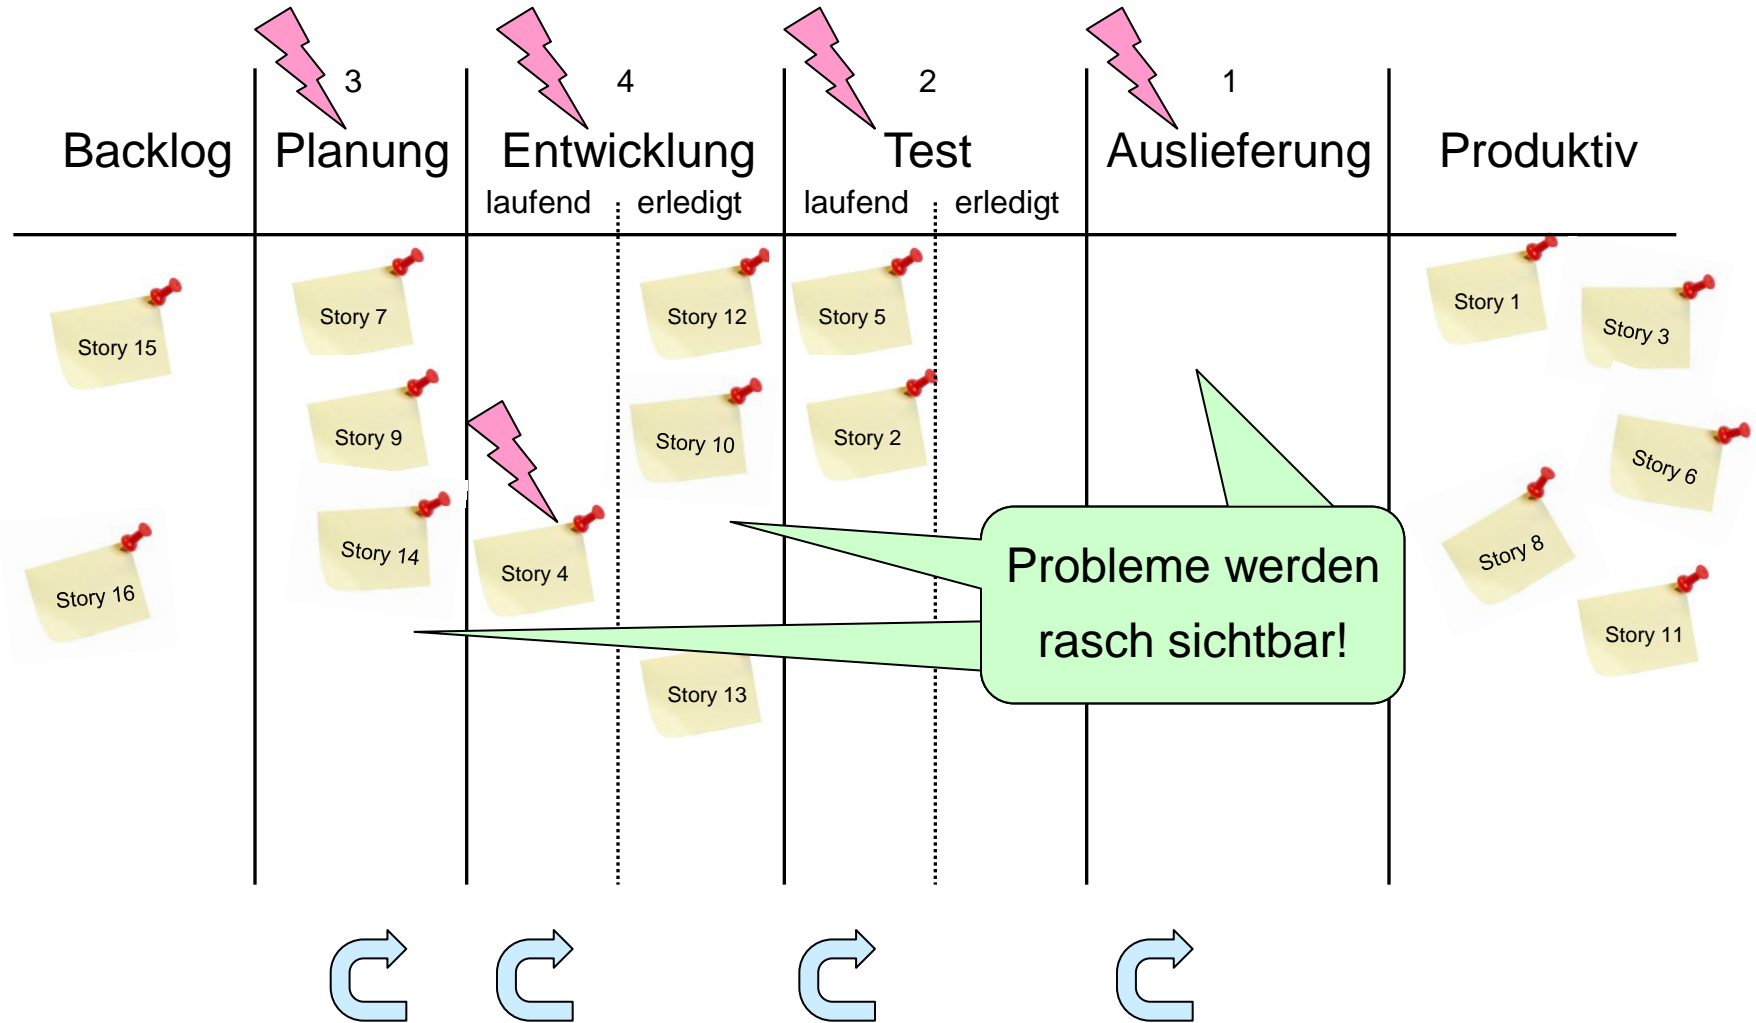 3
4
2
1
Backlog
Planung
Entwicklung
Test
Auslieferung
Produktiv
laufend
erledigt
laufend
erledigt
Story 15
Story 16
Story 7
Story 9
Story 14
Story 4
Story 12
Story 10
Story 13
Story 5
Story 2
Probleme werden
rasch sichtbar!
Story 1
Story 3
Story 6
Story 8
Story 11